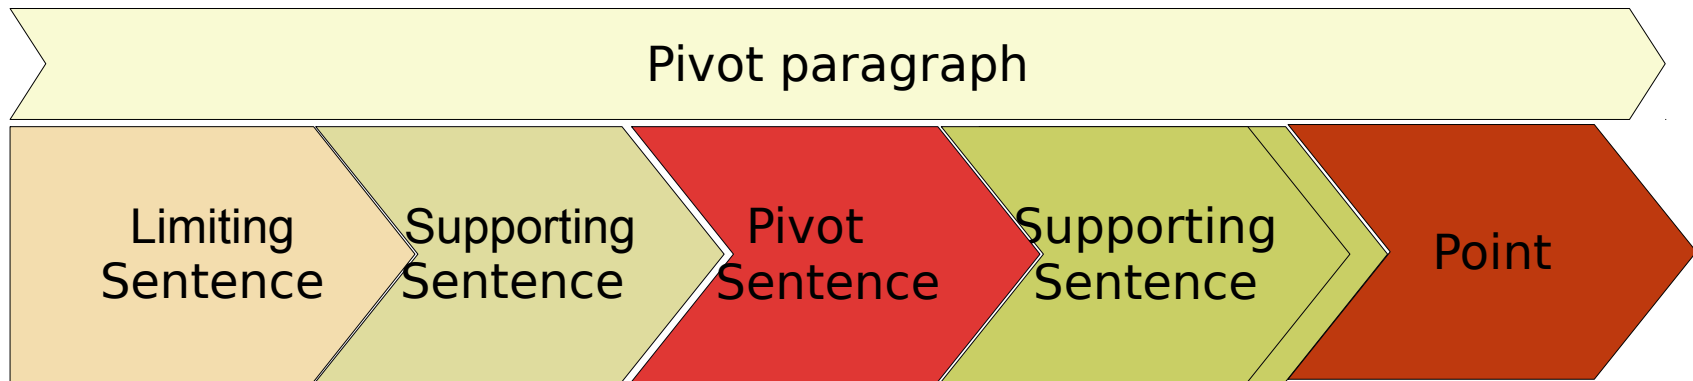 Pivot paragraph
Limiting
Sentence
Supporting
Sentence
Pivot
Sentence
Supporting
Sentence
Point